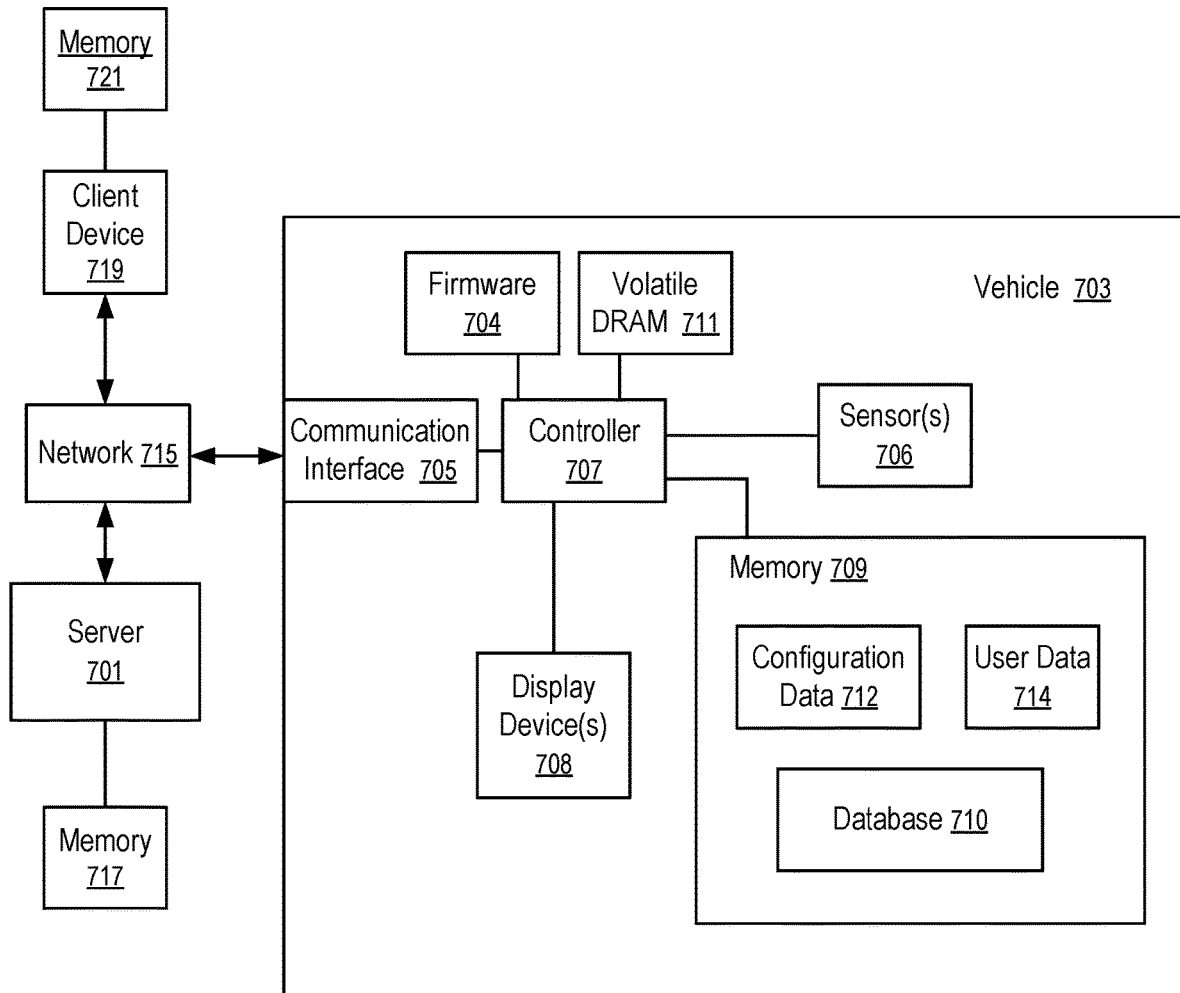 Memory
721
Client
Device
719
Firmware
704
Volatile
DRAM 711
Vehicle 703
Network 715
Communication
Interface 705
Controller
707
Sensor(s)
706
Server
701
Memory 709
Configuration
Data 712
User Data
714
Display
Device(s)
708
Database 710
Memory
717